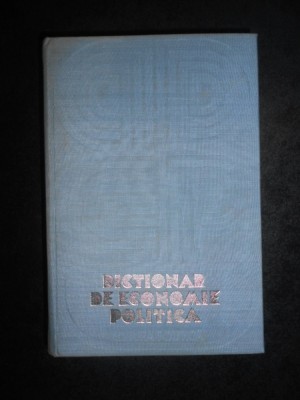 DICTIONAR
DE ECONOMIE
POLITICA